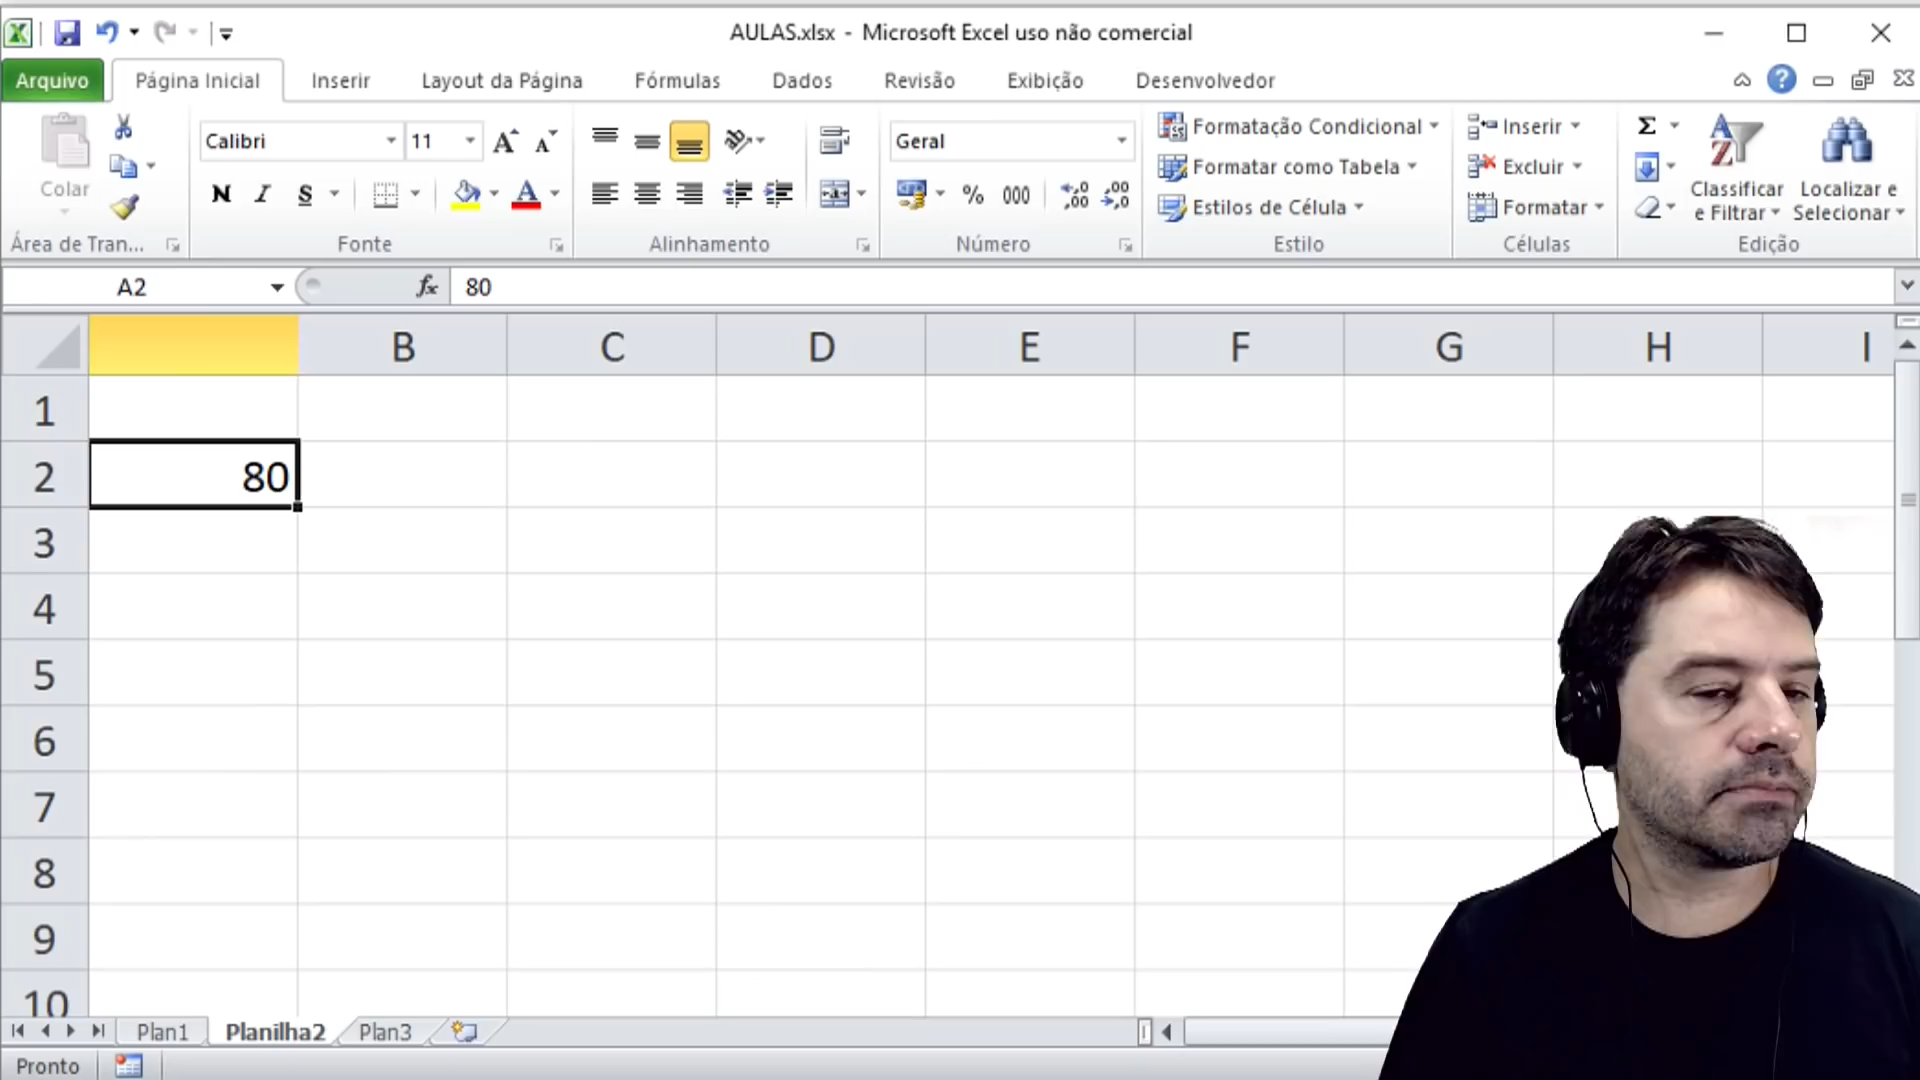 AULAS.xlsx - Microsoft Excel uso não comercial
Arquivo Página Inicial Inserir Layout da Página Fórmulas Dados Revisão Exibição Desenvolvedor
Colar
Área de Tran...
Calibri 11
N I S
Fonte
Alinhamento
Geral
% 000
Número
Formatação Condicional
Formatar como Tabela
Estilos de Célula
Estilo
Inserir
Excluir
Formatar
Células
Σ
Classificar e Filtrar
Localizar e Selecionar
Edição
A2 fx 80
B C D E F G H I
1
2 80
3
4
5
6
7
8
9
10
Plan1 Planilha2 Plan3
Pronto